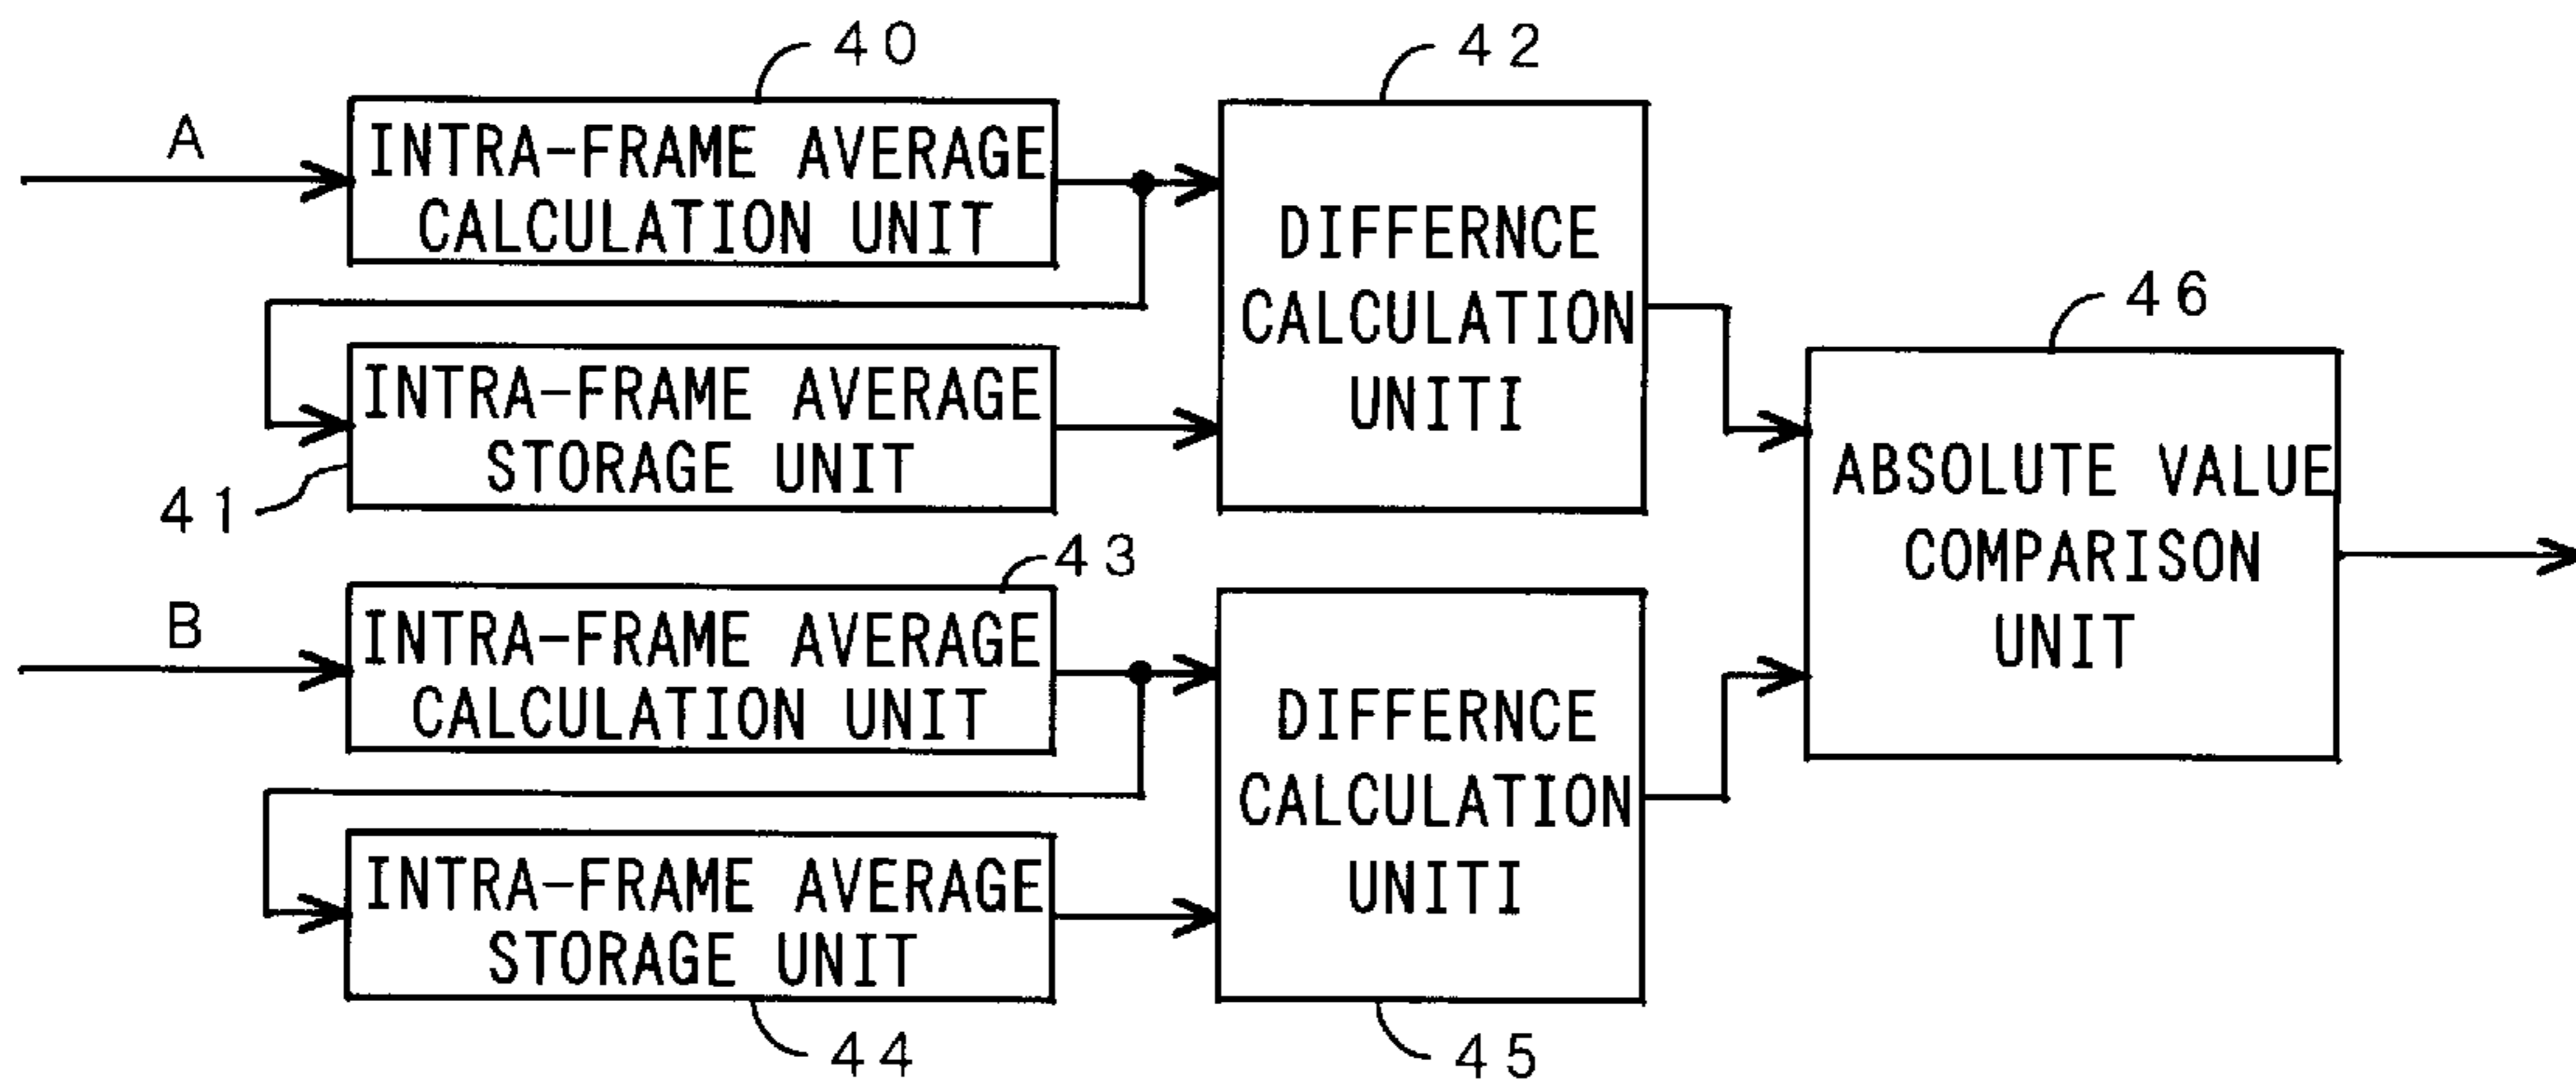 40
42
A
INTRA-FRAME AVERAGE
CALCULATION UNIT
DIFFERNCE
CALCULATION
UNITI
46
INTRA-FRAME AVERAGE
STORAGE UNIT
41
ABSOLUTE VALUE
COMPARISON
UNIT
43
B
INTRA-FRAME AVERAGE
CALCULATION UNIT
DIFFERNCE
CALCULATION
UNITI
INTRA-FRAME AVERAGE
STORAGE UNIT
44
45